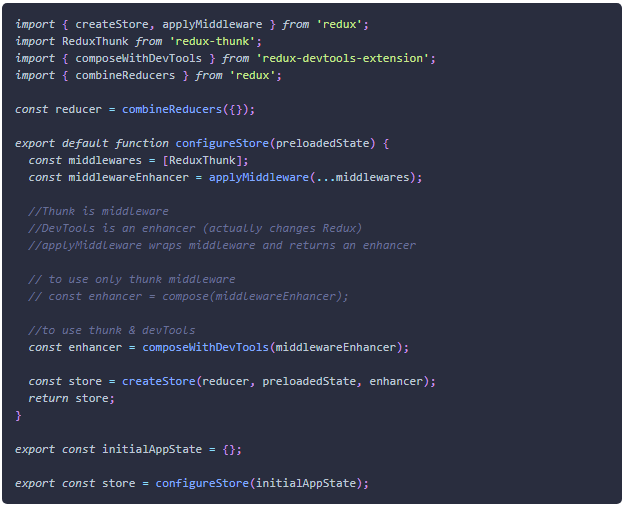 import { createStore, applyMiddleware } from 'redux';
import ReduxThunk from 'redux-thunk';
import { composeWithDevTools } from 'redux-devtools-extension';
import { combineReducers } from 'redux';

const reducer = combineReducers({});

export default function configureStore(preloadedState) {
  const middlewares = [ReduxThunk];
  const middlewareEnhancer = applyMiddleware(...middlewares);

  //Thunk is middleware
  //DevTools is an enhancer (actually changes Redux)
  //applyMiddleware wraps middleware and returns an enhancer

  // to use only thunk middleware
  // const enhancer = compose(middlewareEnhancer);

  //to use thunk & devTools
  const enhancer = composeWithDevTools(middlewareEnhancer);

  const store = createStore(reducer, preloadedState, enhancer);
  return store;
}

export const initialAppState = {};

export const store = configureStore(initialAppState);